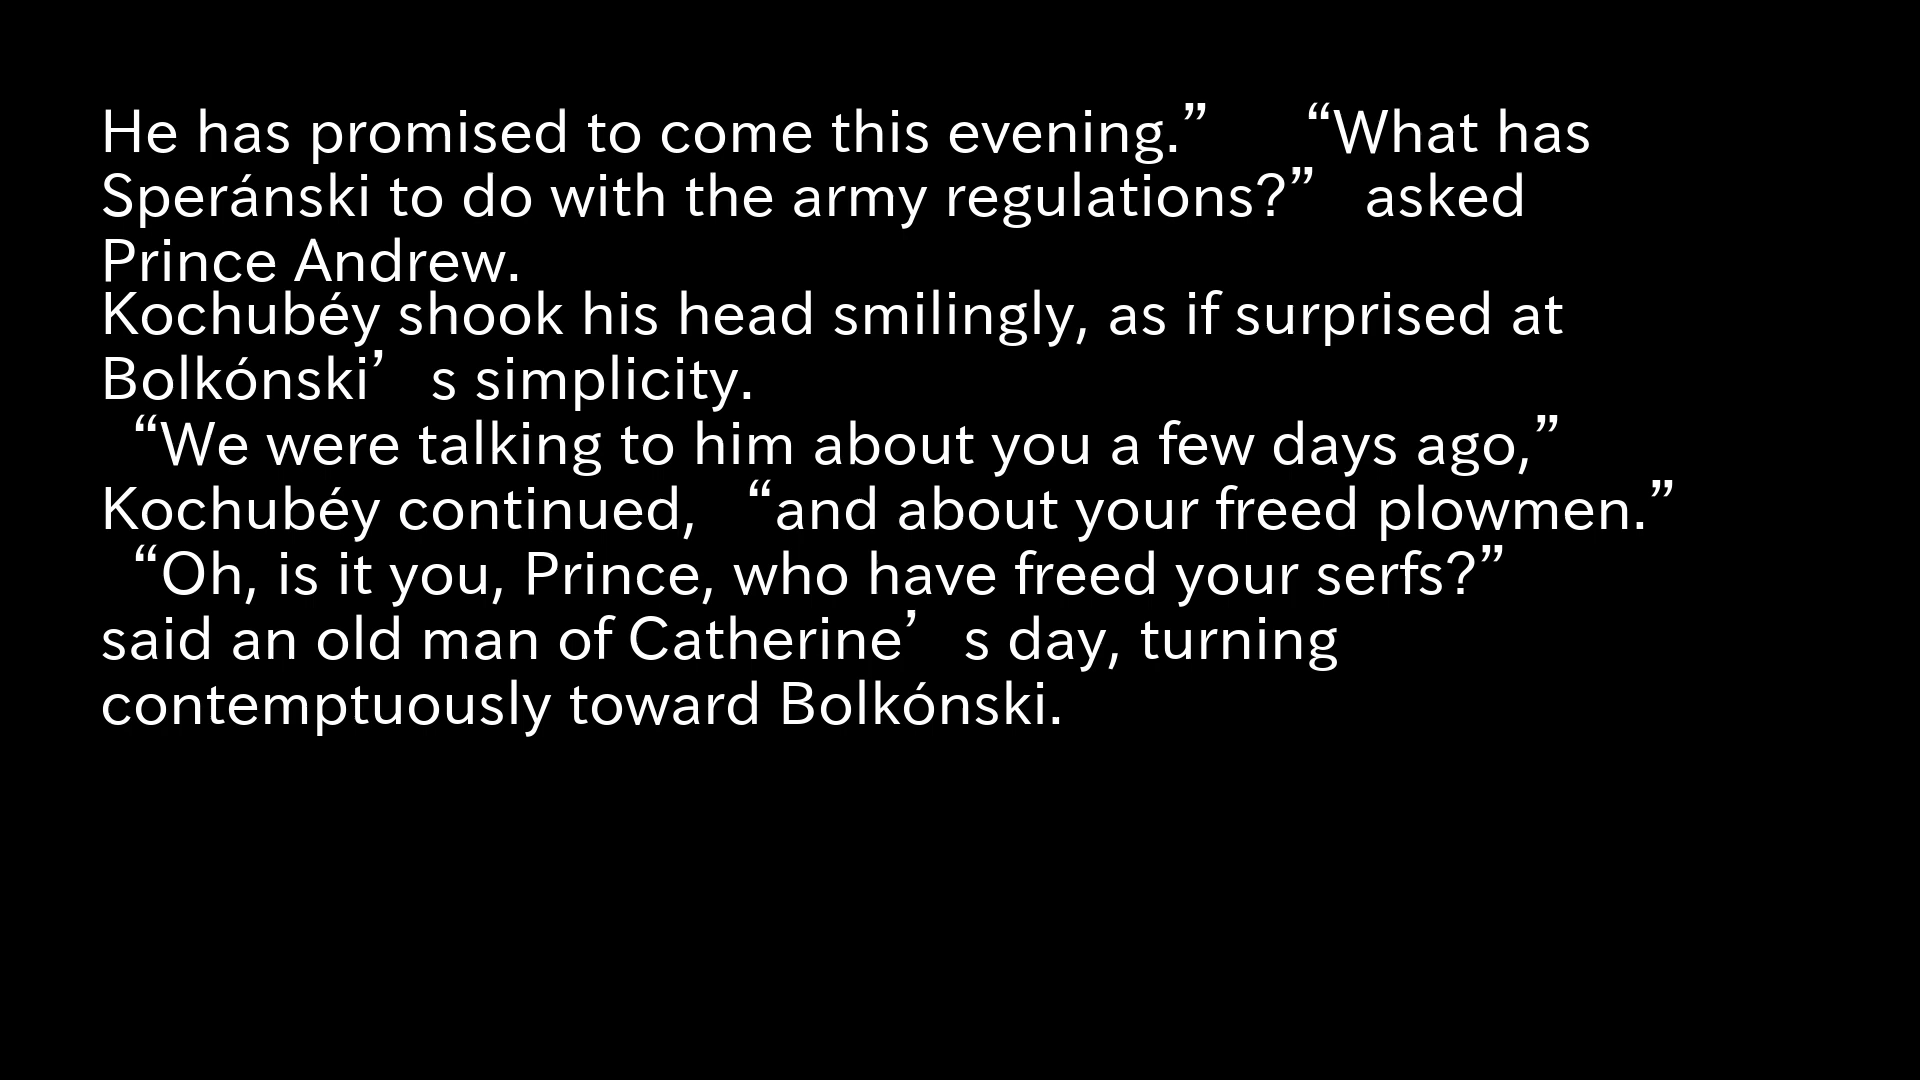 He has promised to come this evening.” “What has
Speránski to do with the army regulations?” asked
Prince Andrew.
Kochubéy shook his head smilingly, as if surprised at
Bolkónski’s simplicity.
“We were talking to him about you a few days ago,”
Kochubéy continued, “and about your freed plowmen.”
“Oh, is it you, Prince, who have freed your serfs?”
said an old man of Catherine’s day, turning
contemptuously toward Bolkónski.